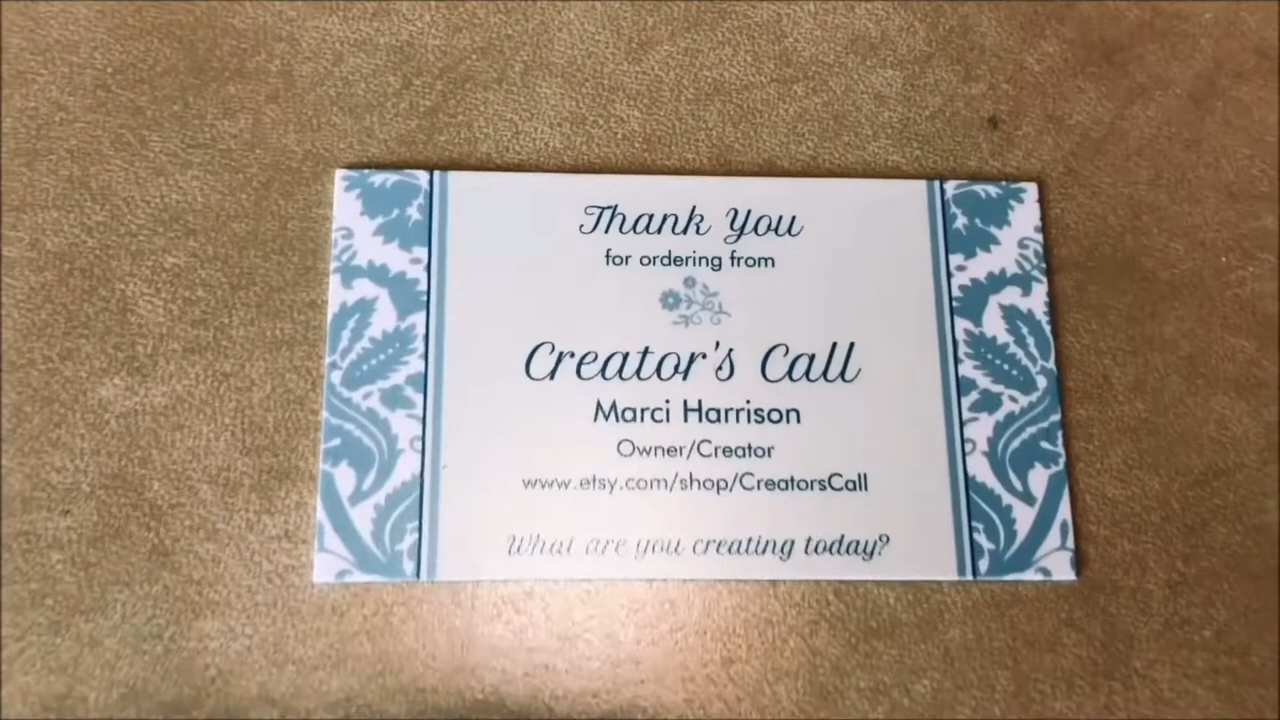 Thank You
for ordering from
Creator's Call
Marci Harrison
Owner/Creator
www.etsy.com/shop/CreatorsCall
What are you creating today?